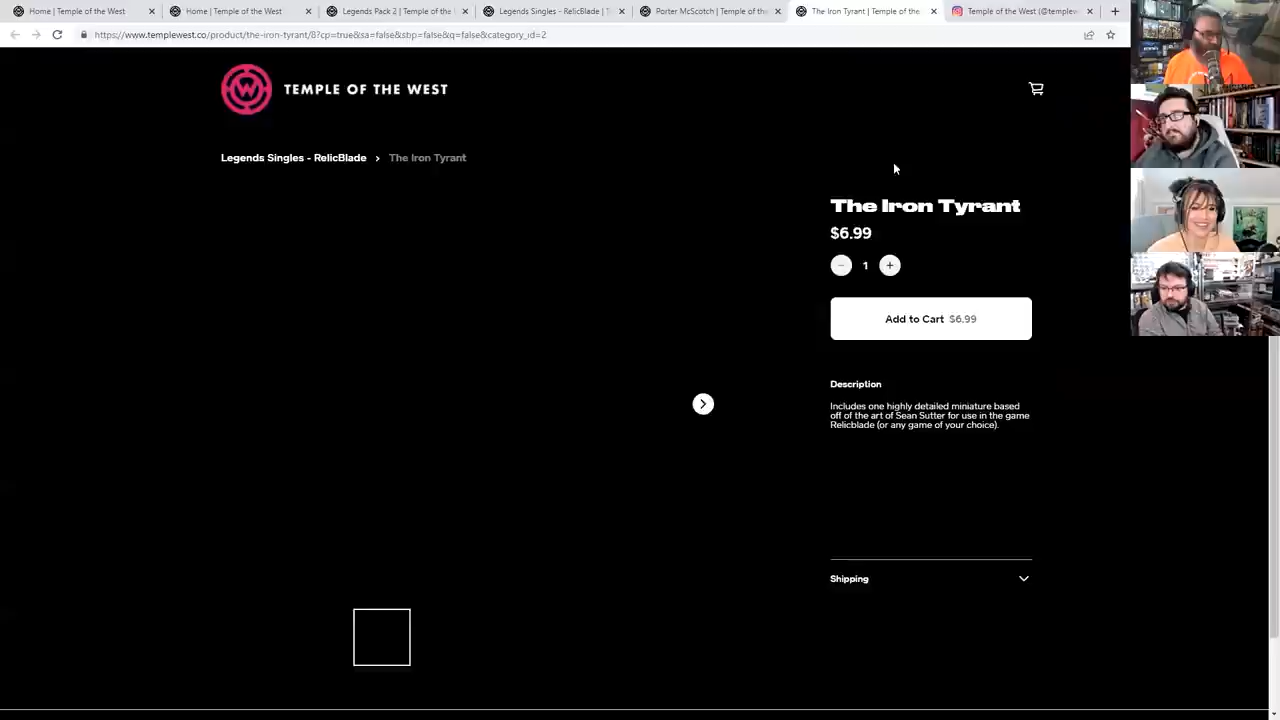 Home | Temple of the West
Home | Temple of the West
Legends Pack 2 | Temple of the
Legends Singles - RelicBlade | T
Porter McScotch | Temple of the
The Iron Tyrant | Temple of the
Temple of the West (@templew
https://www.templewest.co/product/the-iron-tyrant/8?cp=true&sa=false&sbp=false&q=false&category_id=2
TEMPLE OF THE WEST
Legends Singles - RelicBlade > The Iron Tyrant
The Iron Tyrant
$6.99
1
Add to Cart $6.99
Description
Includes one highly detailed miniature based
off of the art of Sean Sutter for use in the game
Relicblade (or any game of your choice).
Shipping